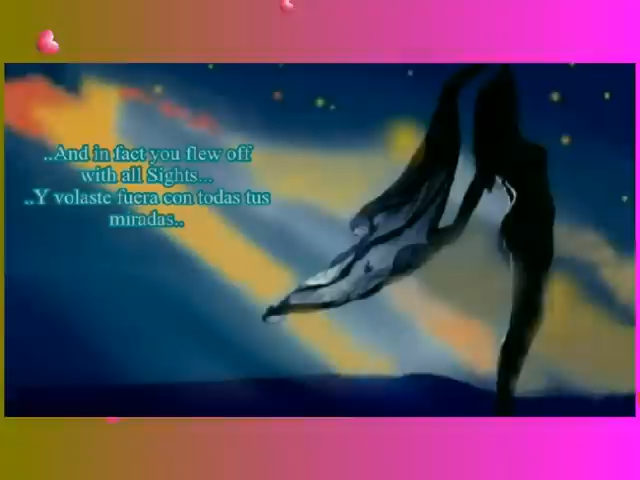 ..And in fact you flew off
with all Sights...
..Y volaste fuera con todas tus
miradas..